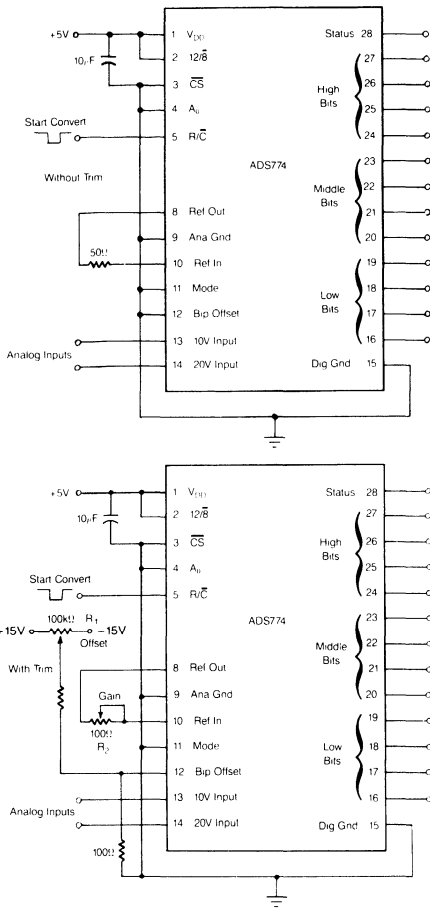 +5V
10µF
1 V_DD
2 12/8̅
3 C̅S̅
4 A₀
5 R/C̅
Start Convert
Without Trim
ADS774
8 Ref Out
9 Ana Gnd
50Ω
10 Ref In
11 Mode
12 Bip Offset
13 10V Input
14 20V Input
Analog Inputs
Status 28
27
High Bits
26
25
24
23
Middle Bits
22
21
20
19
Low Bits
18
17
16
Dig Gnd 15
+5V
10µF
1 V_DD
2 12/8̅
3 C̅S̅
4 A₀
5 R/C̅
Start Convert
100kΩ R₁
+15V
-15V
Offset
With Trim
ADS774
8 Ref Out
9 Ana Gnd
Gain
10 Ref In
100Ω
R₂
11 Mode
12 Bip Offset
13 10V Input
14 20V Input
Analog Inputs
100Ω
Status 28
27
High Bits
26
25
24
23
Middle Bits
22
21
20
19
Low Bits
18
17
16
Dig Gnd 15